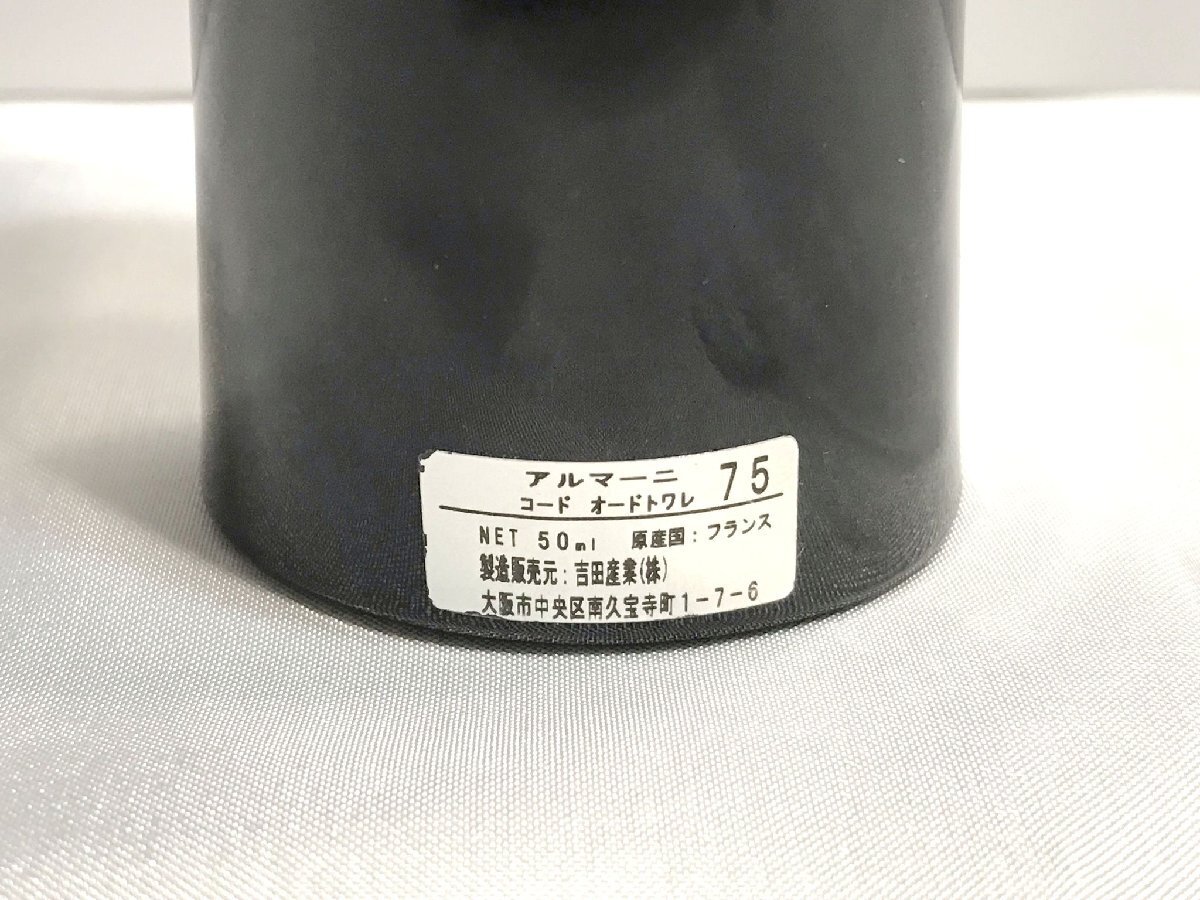 アルマーニ 75
コード オードトワレ
NET 50ml 原産国：フランス
製造販売元：吉田産業(株)
大阪市中央区南久宝寺町1-7-6